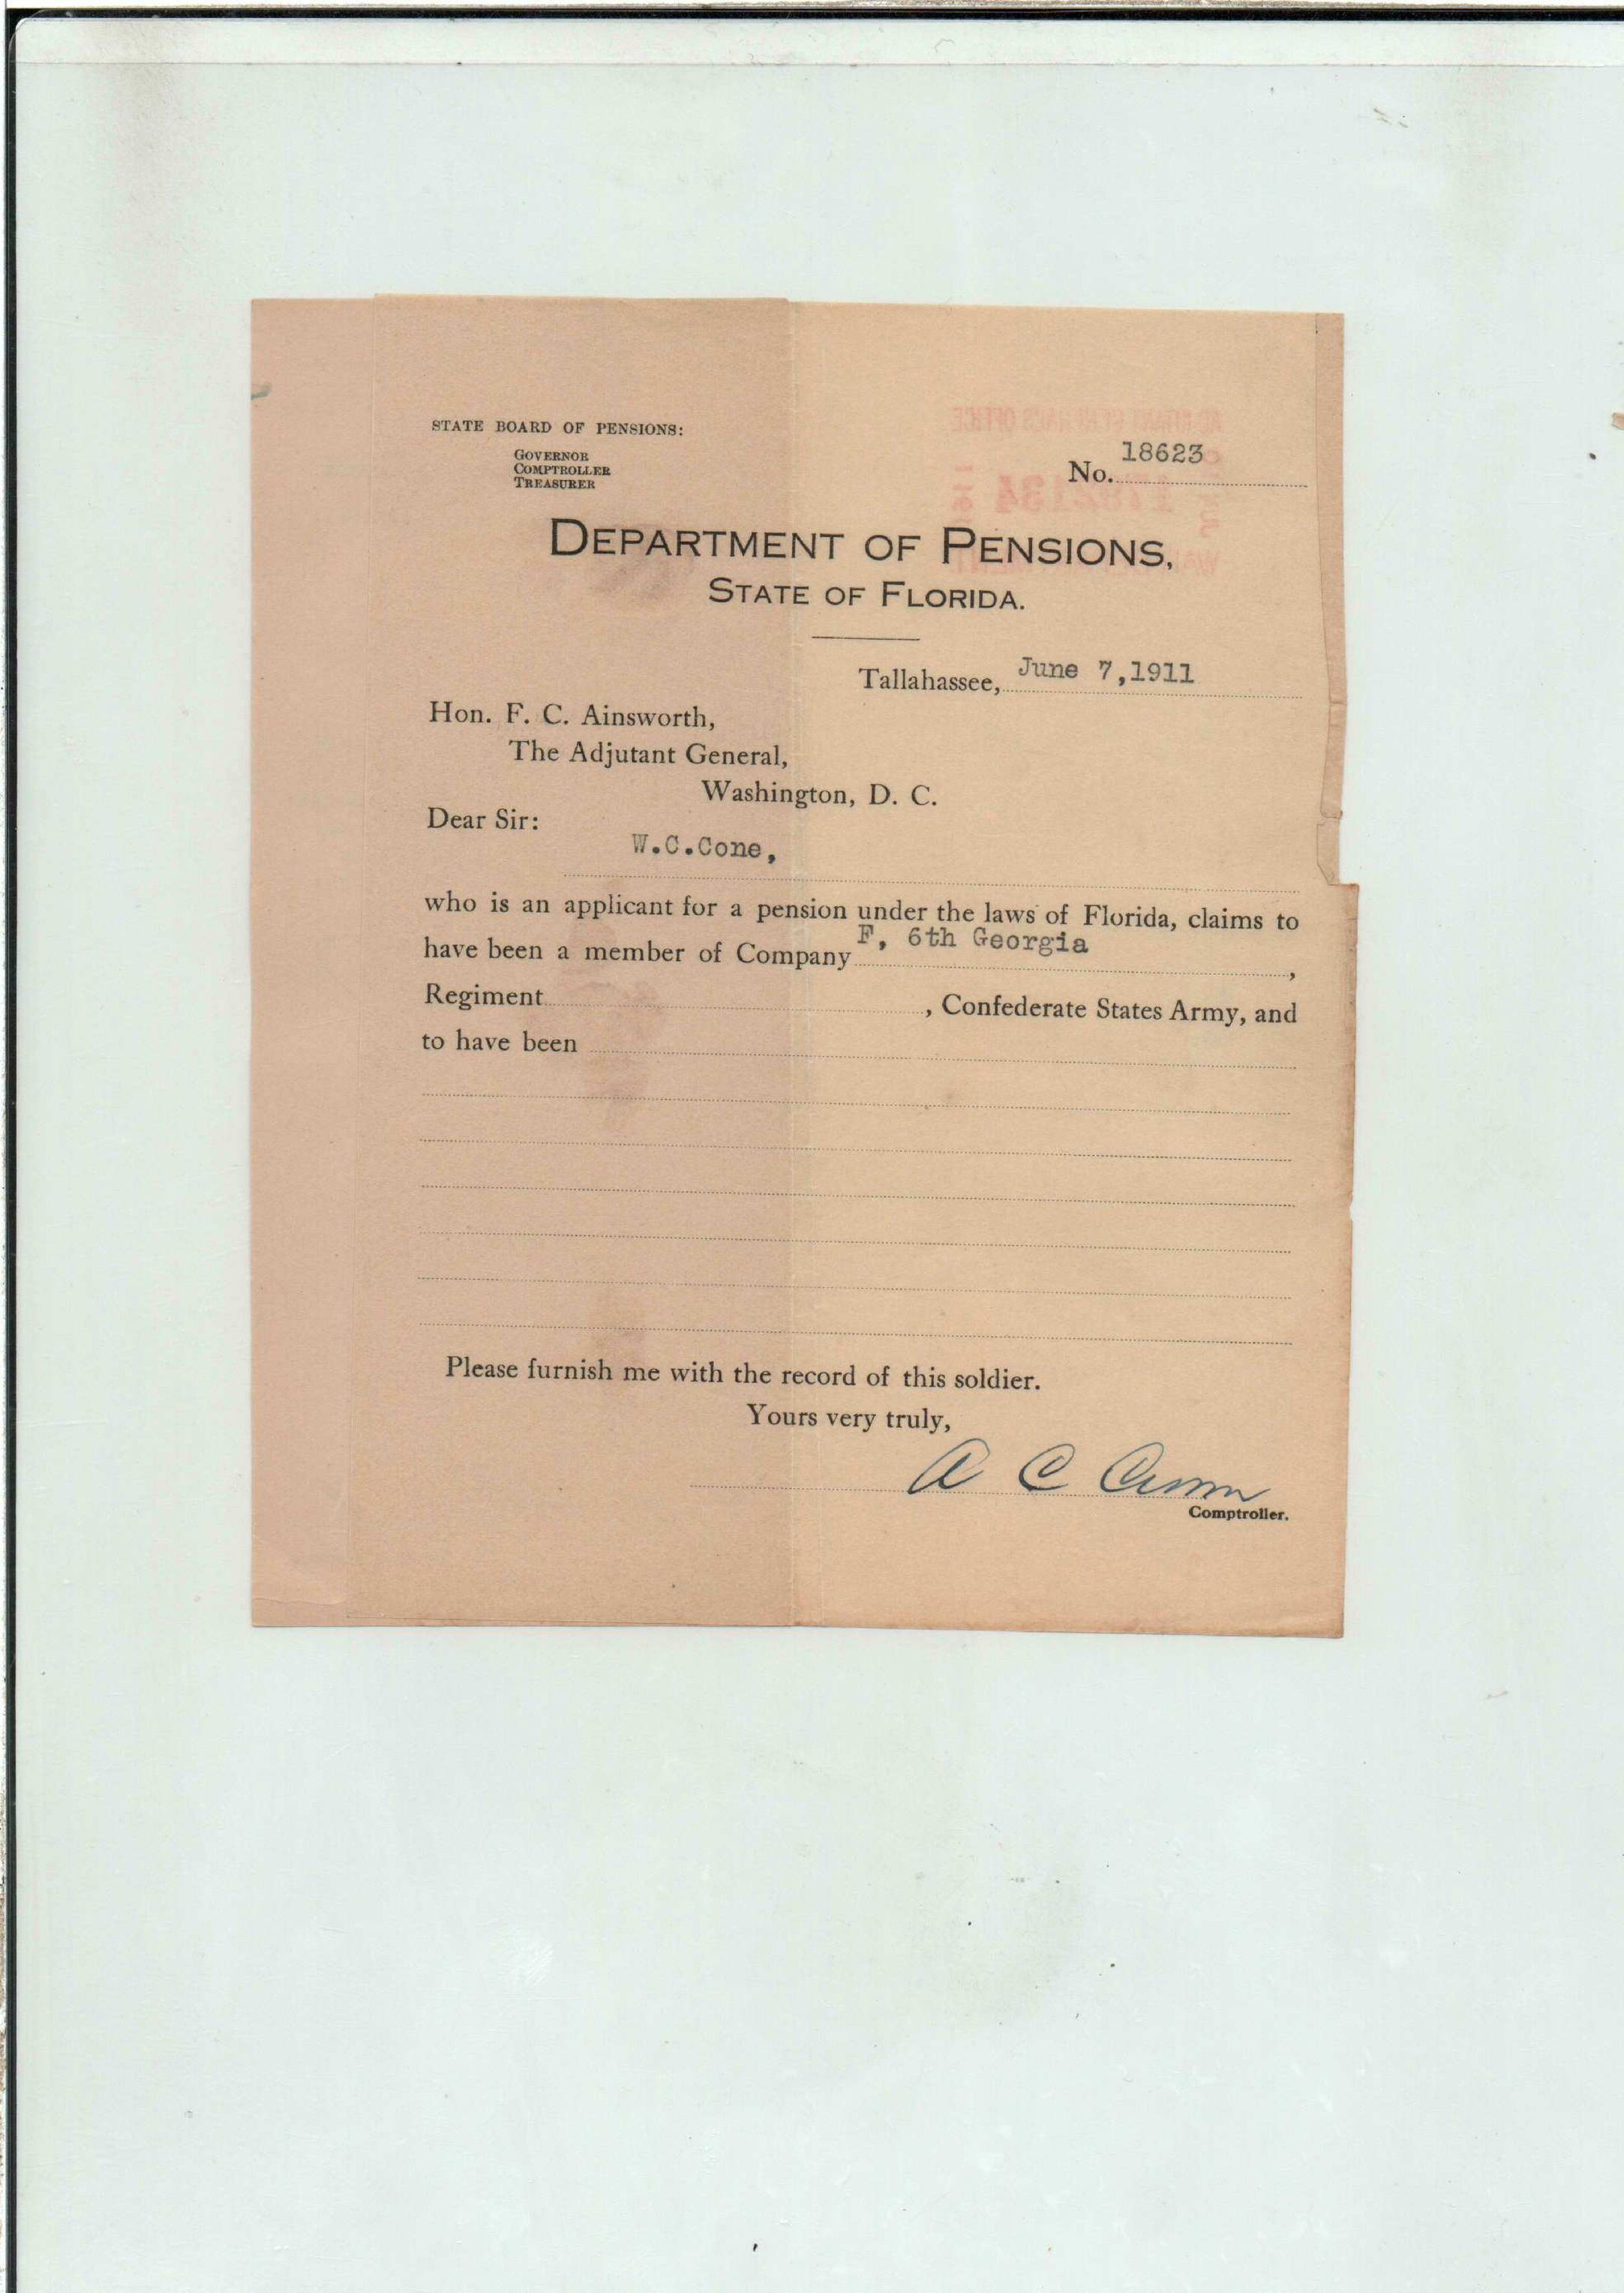 STATE BOARD OF PENSIONS:
GOVERNOR
COMPTROLLER
TREASURER
No. 18623
DEPARTMENT OF PENSIONS,
STATE OF FLORIDA.
Tallahassee, June 7,1911
Hon. F. C. Ainsworth,
The Adjutant General,
Washington, D. C.
Dear Sir:
W.C.Cone,
who is an applicant for a pension under the laws of Florida, claims to
have been a member of Company F, 6th Georgia ,
Regiment , Confederate States Army, and
to have been
Please furnish me with the record of this soldier.
Yours very truly,
A C Croom
Comptroller.